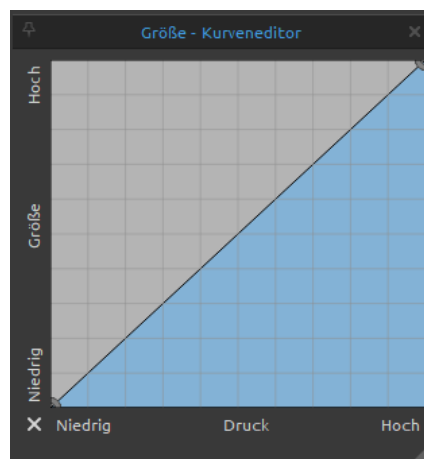 Größe - Kurveneditor
Hoch
Größe
Niedrig
Niedrig Druck Hoch